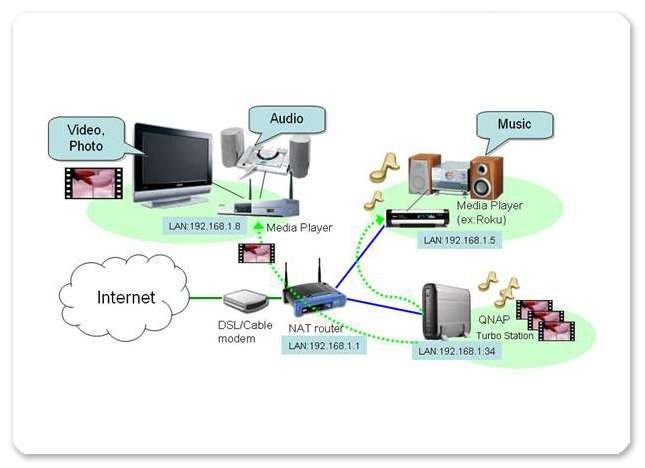 Video,
Photo
Audio
Music
LAN:192.168.1.8
Media Player
Media Player
(ex:Roku)
LAN:192.168.1.5
Internet
DSL/Cable
modem
NAT router
LAN:192.168.1.1
QNAP
Turbo Station
LAN:192.168.1.34